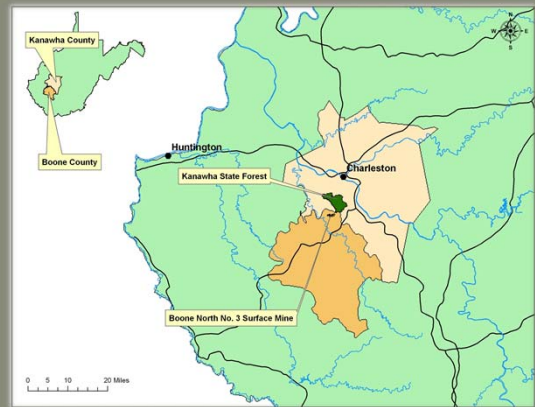 Kanawha County
Boone County
N
W
E
S
Huntington
Charleston
Kanawha State Forest
Boone North No. 3 Surface Mine
0 5 10 20 Miles